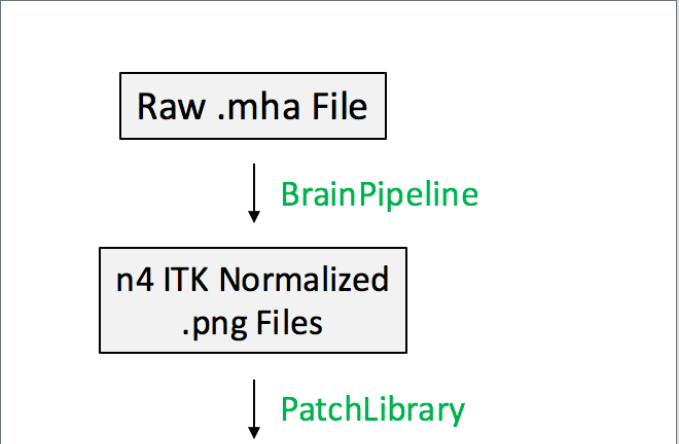 Raw .mha File
BrainPipeline
n4 ITK Normalized
.png Files
PatchLibrary